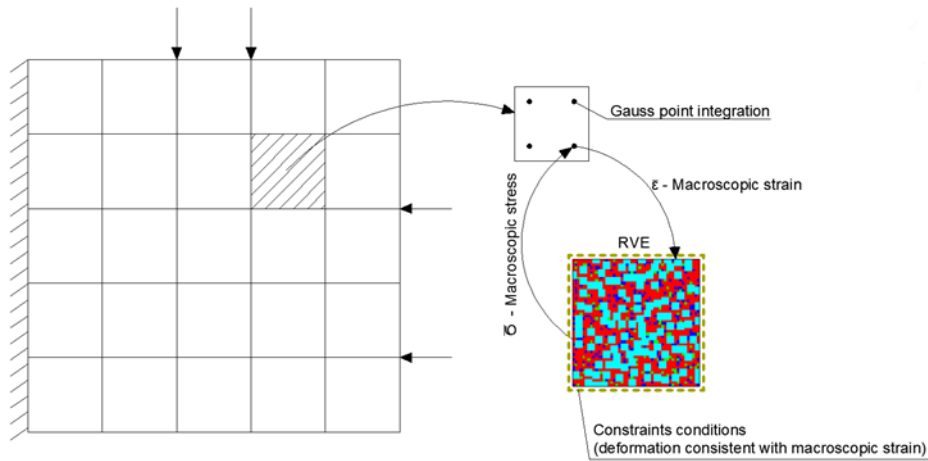 Gauss point integration
ε̄ - Macroscopic strain
σ̄ - Macroscopic stress
RVE
Constraints conditions
(deformation consistent with macroscopic strain)